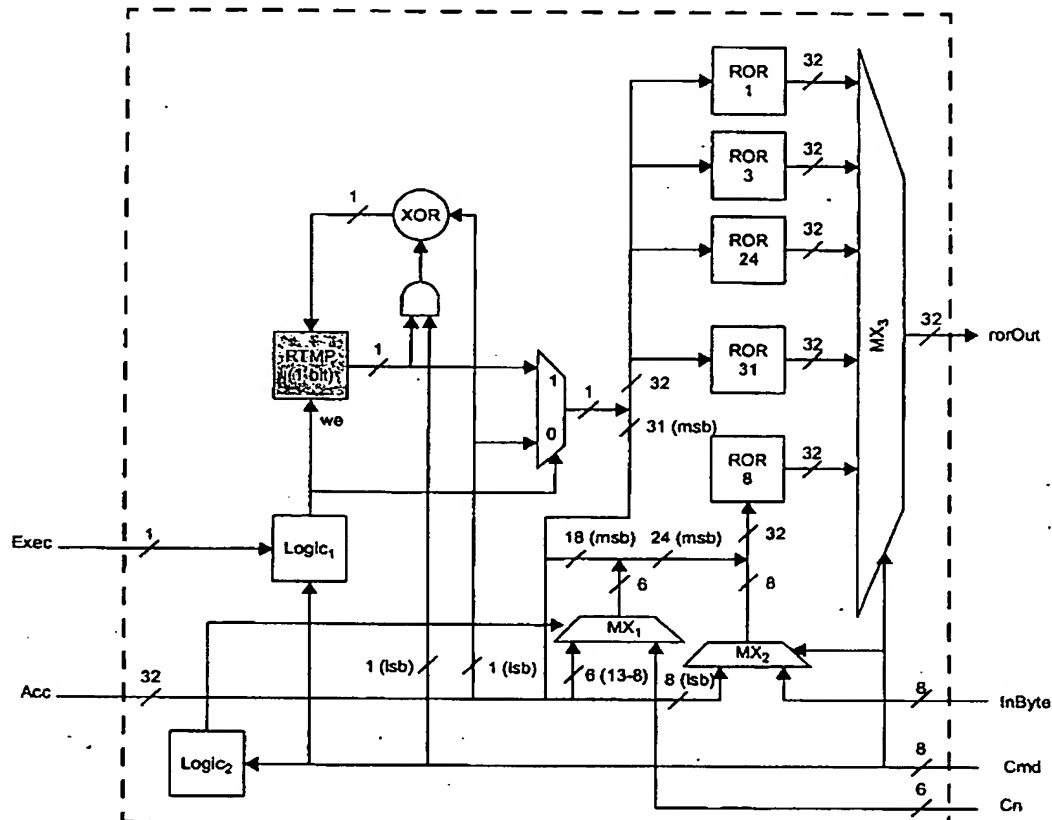 ROR
1
32
ROR
3
32
ROR
24
32
ROR
31
32
ROR
8
32
MX3
32
rorOut
1
XOR
RTMP
(1-bit)
1
we
1
0
1
32
31 (msb)
Exec
1
Logic1
18 (msb)
24 (msb)
32
6
8
MX1
MX2
1 (lsb)
1 (lsb)
6 (13-8)
8 (lsb)
Acc
32
8
InByte
Logic2
8
Cmd
6
Cn